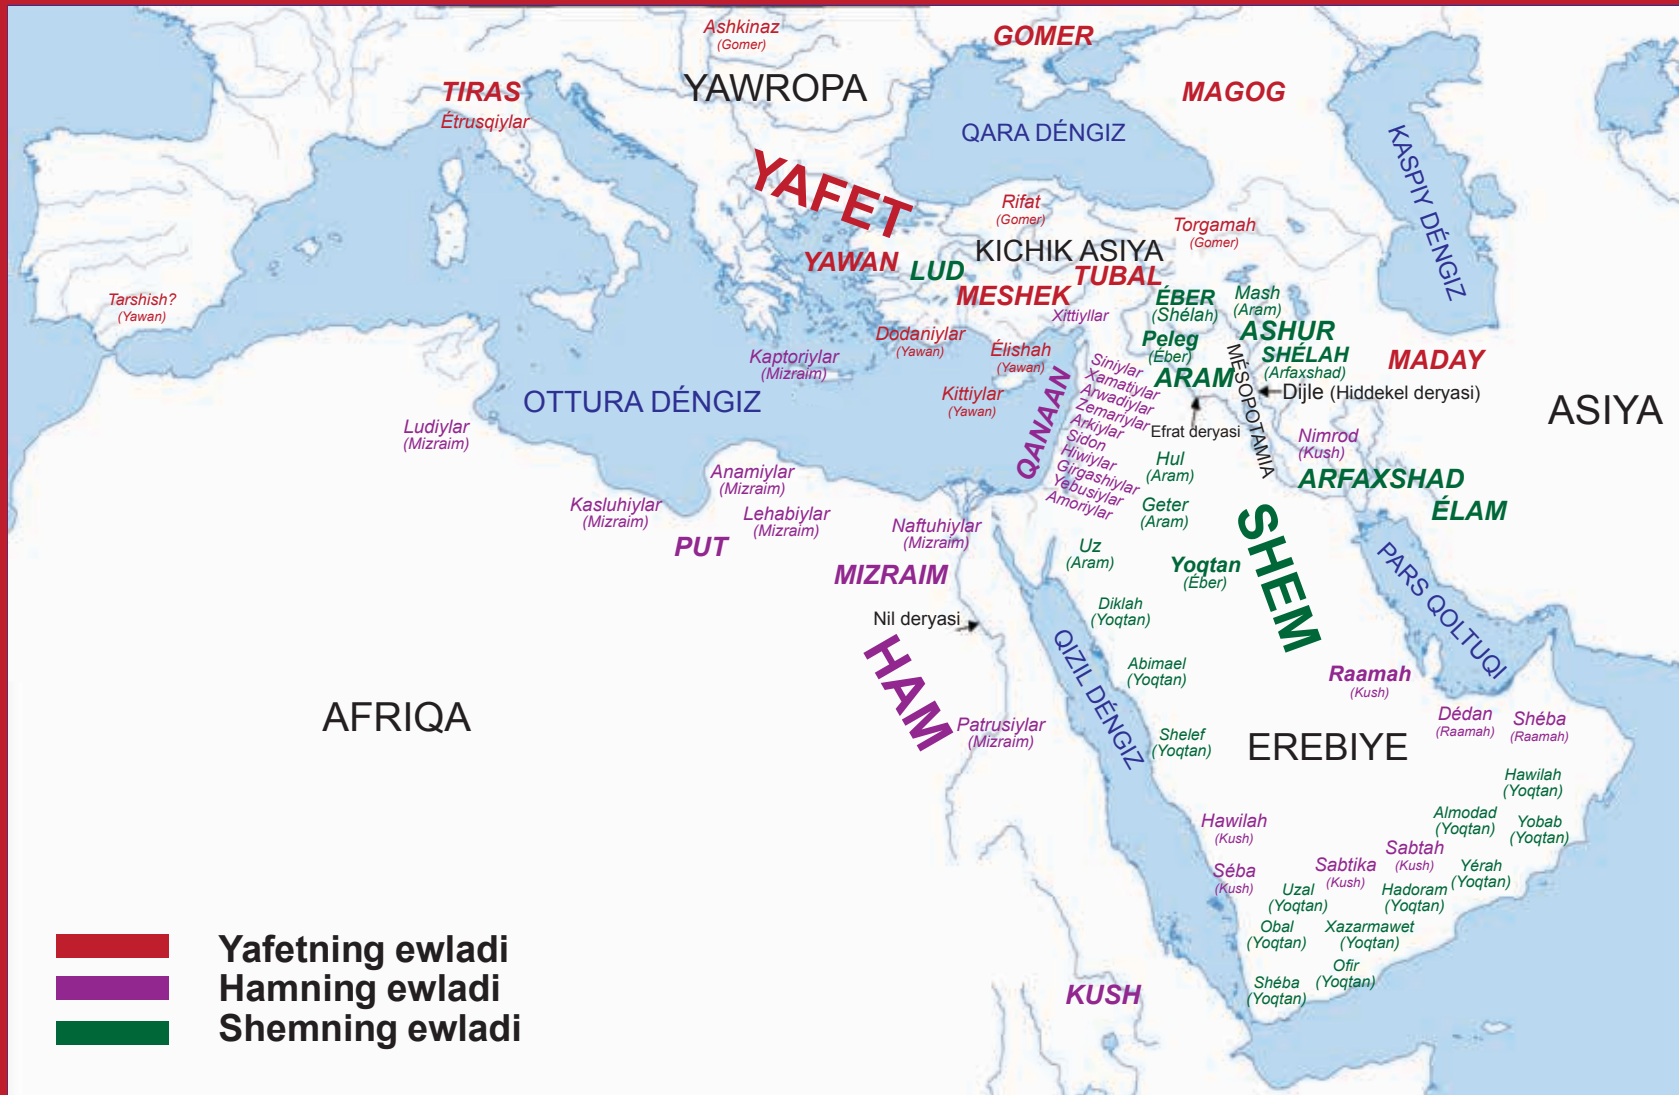 Ashkinaz
(Gomer)
GOMER
TIRAS
Étrusqiylar
YAWROPA
MAGOG
QARA DÉNGIZ
KASPIY DÉNGIZ
YAFET
Rifat
(Gomer)
Torgamah
(Gomer)
KICHIK ASIYA
YAWAN
LUD
TUBAL
MESHEK
Xittiyllar
Tarshish?
(Yawan)
ÉBER
(Shélah)
Mash
(Aram)
ASHUR
Peleg
(Éber)
SHÉLAH
(Arfaxshad)
MADAY
Dodaniylar
(Yawan)
Élishah
(Yawan)
Kaptoriylar
(Mizraim)
Kittiylar
(Yawan)
ARAM
MÉSOPOTAMIA
Dijle (Hiddekel deryasi)
Efrat deryasi
ASIYA
OTTURA DÉNGIZ
QANAAN
Siniylar
Xamatiylar
Arwadiylar
Zemariylar
Arkiylar
Sidon
Hiwiylar
Girgashiylar
Yebusiylar
Amoriylar
Ludiylar
(Mizraim)
Nimrod
(Kush)
Hul
(Aram)
ARFAXSHAD
ÉLAM
Geter
(Aram)
Anamiylar
(Mizraim)
Kasluhiylar
(Mizraim)
Lehabiylar
(Mizraim)
Naftuhiylar
(Mizraim)
PUT
MIZRAIM
Uz
(Aram)
Yoqtan
(Éber)
SHEM
PARS QOLTUQI
Nil deryasi
Diklah
(Yoqtan)
QIZIL DÉNGIZ
HAM
Abimael
(Yoqtan)
Raamah
(Kush)
AFRIQA
Patrusiylar
(Mizraim)
Shelef
(Yoqtan)
EREBIYE
Dédan
(Raamah)
Shéba
(Raamah)
Hawilah
(Yoqtan)
Almodad
(Yoqtan)
Yobab
(Yoqtan)
Hawilah
(Kush)
Sabtah
(Kush)
Séba
(Kush)
Sabtika
(Kush)
Yérah
(Yoqtan)
Uzal
(Yoqtan)
Hadoram
(Yoqtan)
Obal
(Yoqtan)
Xazarmawet
(Yoqtan)
Ofir
(Yoqtan)
Shéba
(Yoqtan)
KUSH
Yafetning ewladi
Hamning ewladi
Shemning ewladi